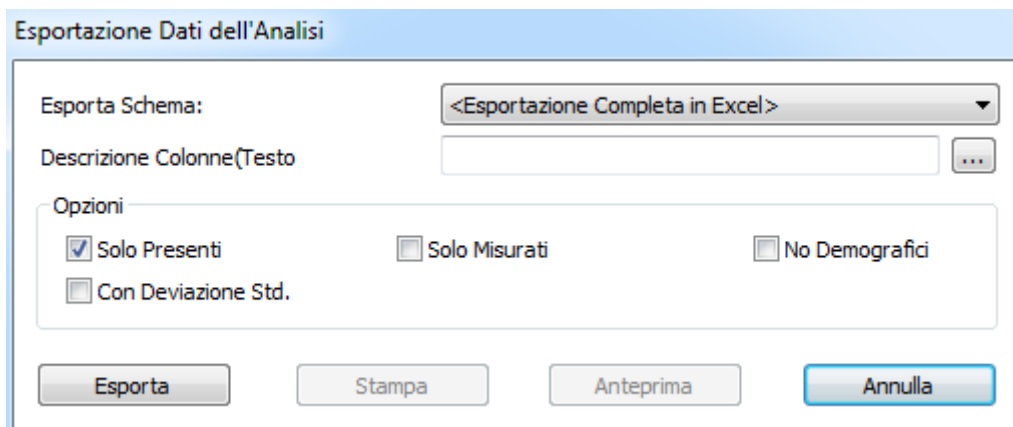 Esportazione Dati dell'Analisi
Esporta Schema: <Esportazione Completa in Excel>
Descrizione Colonne(Testo ...
Opzioni
Solo Presenti Solo Misurati No Demografici
Con Deviazione Std.
Esporta Stampa Anteprima Annulla